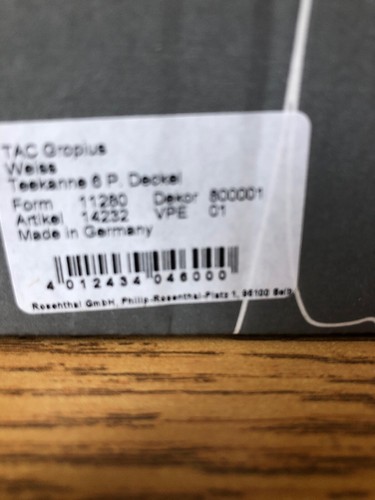 TAC Gropius
Weiss
Teekanne 6 P. Deckel
Form 11280 Dekor 800001
Artikel 14232 VPE 01
Made in Germany
4 012434 046000
Rosenthal GmbH, Philip-Rosenthal-Platz 1, 95100 Selb